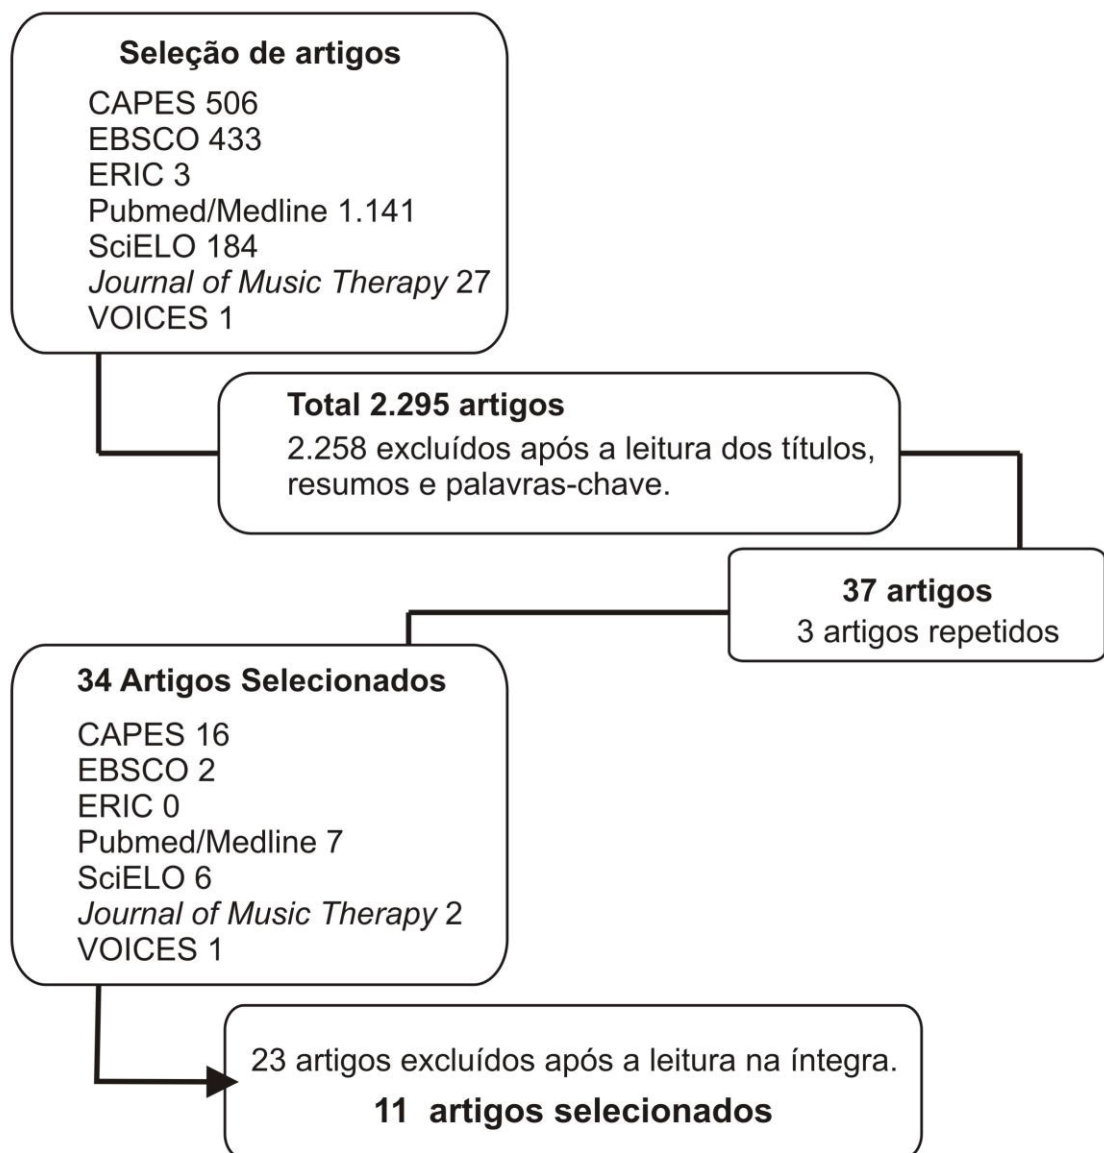 Seleção de artigos
CAPES 506
EBSCO 433
ERIC 3
Pubmed/Medline 1.141
SciELO 184
Journal of Music Therapy 27
VOICES 1
Total 2.295 artigos
2.258 excluídos após a leitura dos títulos,
resumos e palavras-chave.
37 artigos
3 artigos repetidos
34 Artigos Selecionados
CAPES 16
EBSCO 2
ERIC 0
Pubmed/Medline 7
SciELO 6
Journal of Music Therapy 2
VOICES 1
23 artigos excluídos após a leitura na íntegra.
11 artigos selecionados